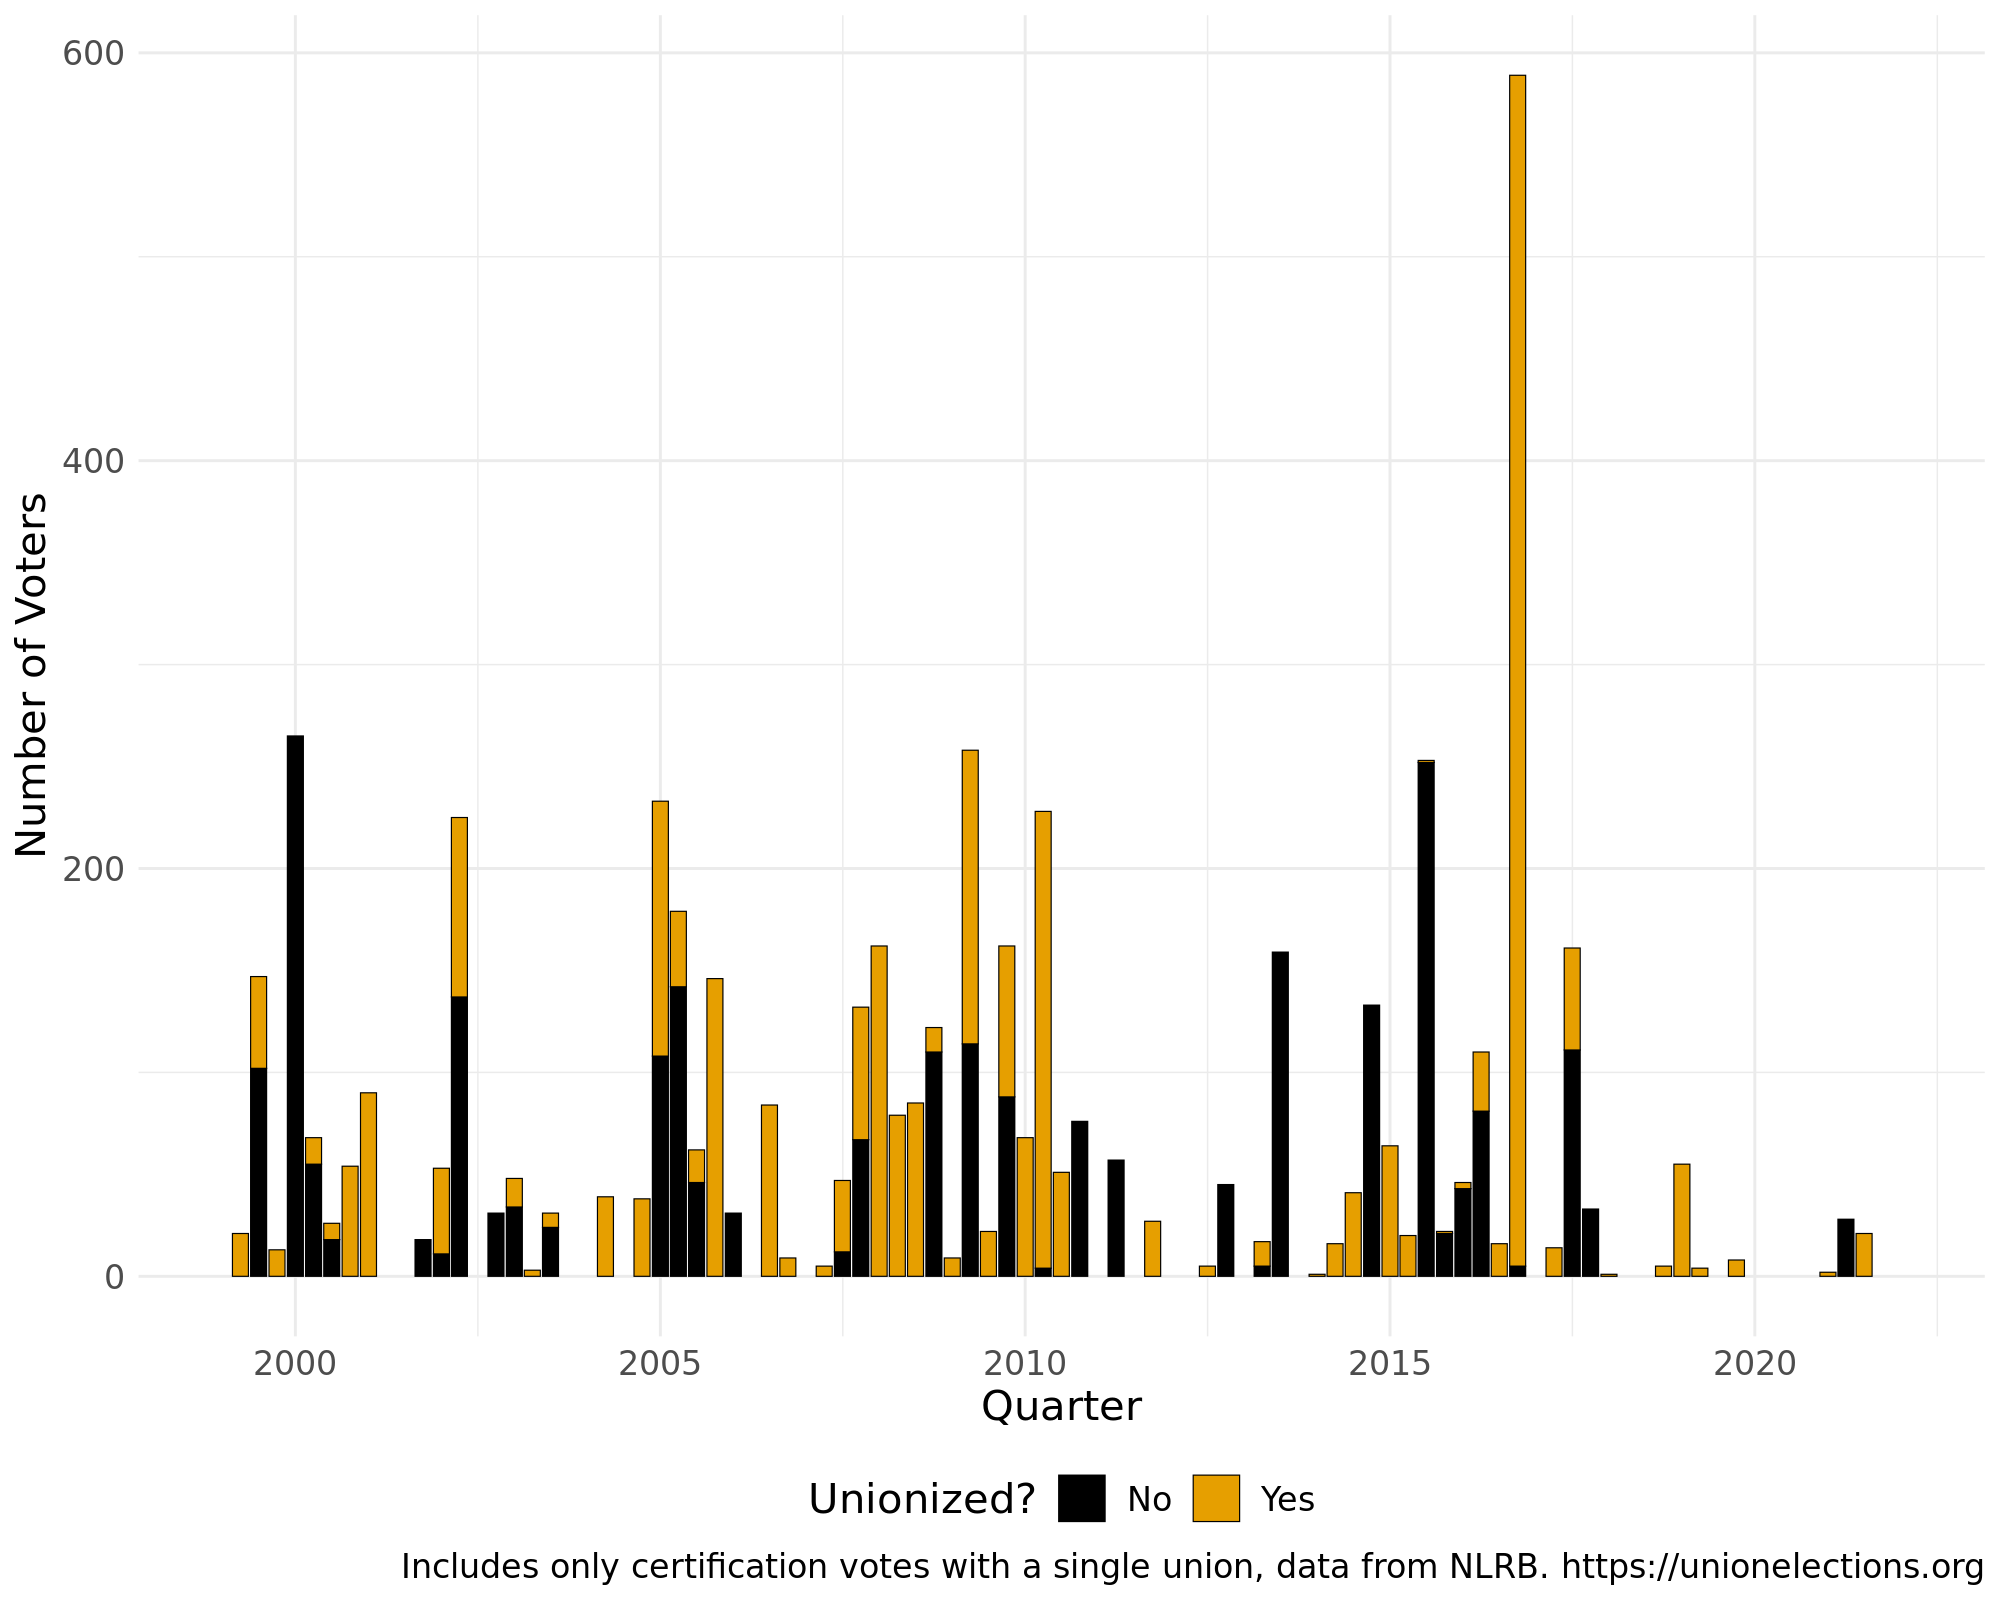 600
400
200
0
Number of Voters
2000 2005 2010 2015 2020
Quarter
Unionized? No Yes
Includes only certification votes with a single union, data from NLRB. https://unionelections.org